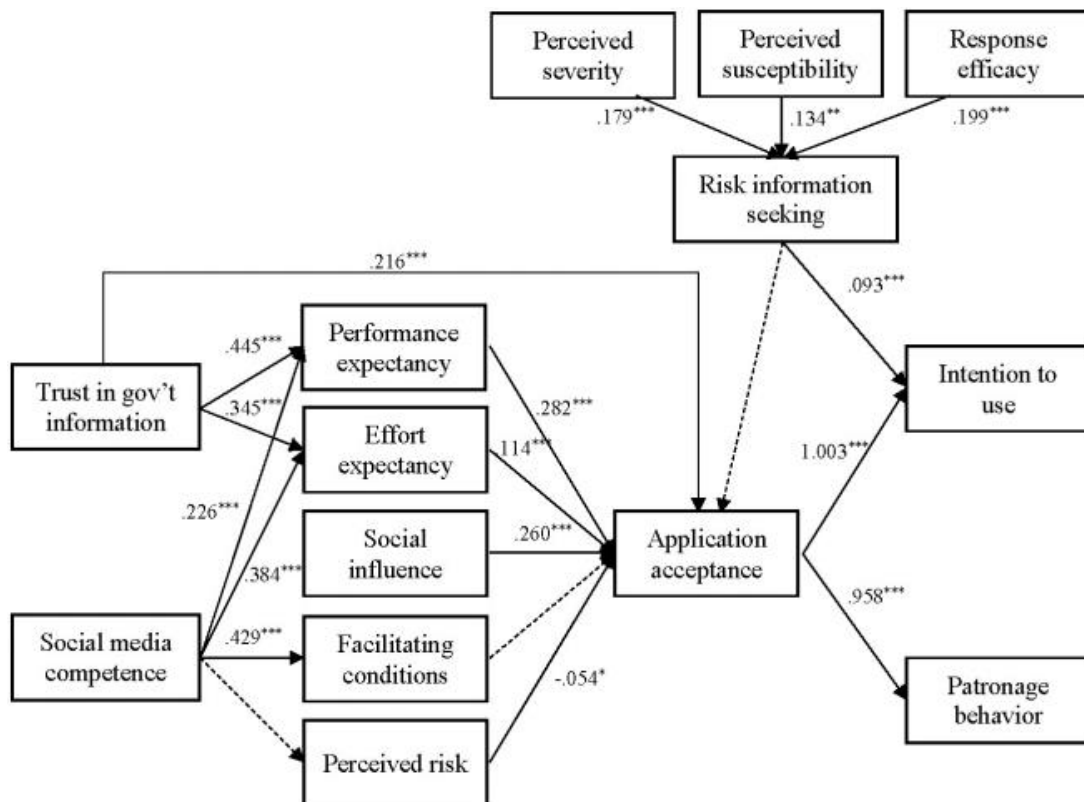 Perceived
severity
Perceived
susceptibility
Response
efficacy
.179***
.134**
.199***
Risk information
seeking
.216***
.093***
Performance
expectancy
.445***
Trust in gov't
information
.345***
.282***
Intention to
use
Effort
expectancy
.114***
1.003***
.226***
Social
influence
.260***
Application
acceptance
.384***
.958***
Social media
competence
.429***
Facilitating
conditions
-.054*
Patronage
behavior
Perceived risk